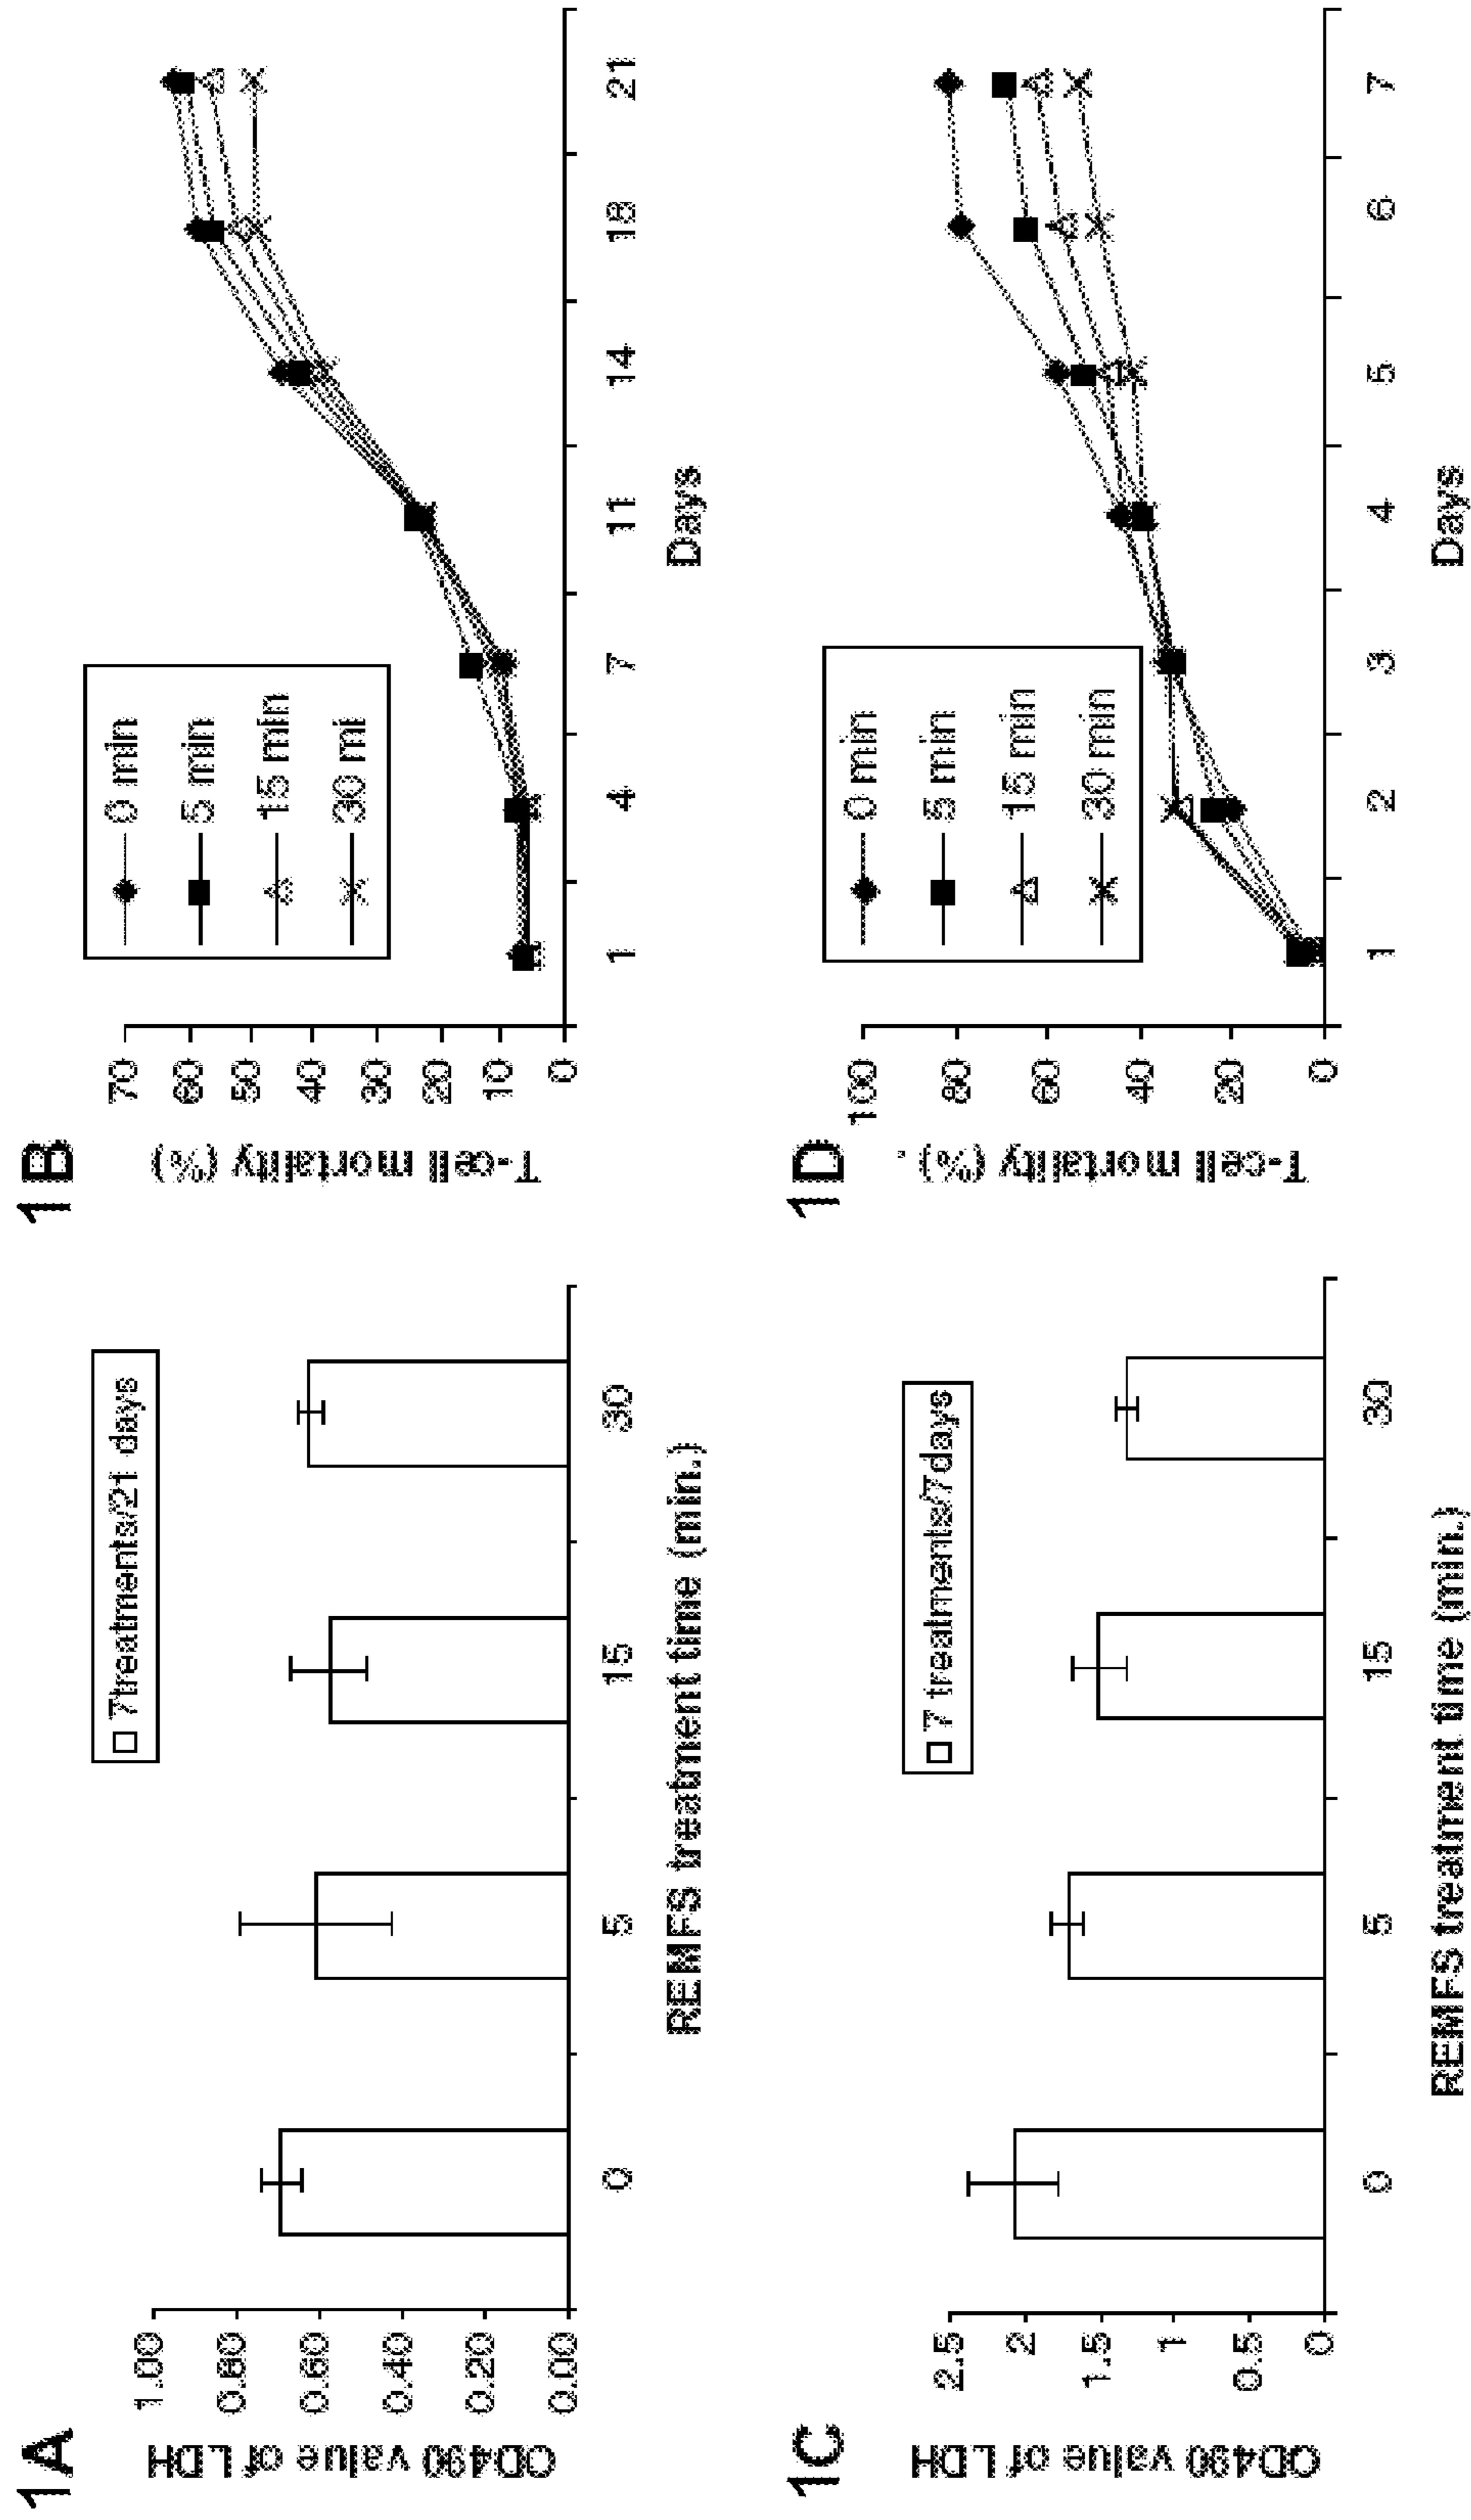 1A
OD490 value of LDH
1.00
0.80
0.60
0.40
0.20
0.00
7treatments/21 days
0
5
15
30
REMFS treatment time (min.)
1B
T-cell mortality (%)
70
60
50
40
30
20
10
0
0 min
5 min
15 min
30 mi
1
4
7
11
14
18
21
Days
1C
OD490 value of LDH
2.5
2
1.5
1
0.5
0
7 treatments/7days
0
5
15
30
REMFS treatment time (min.)
1D
T-cell mortality (%).
100
80
60
40
20
0
0 min
5 min
15 min
30 min
1
2
3
4
5
6
7
Days